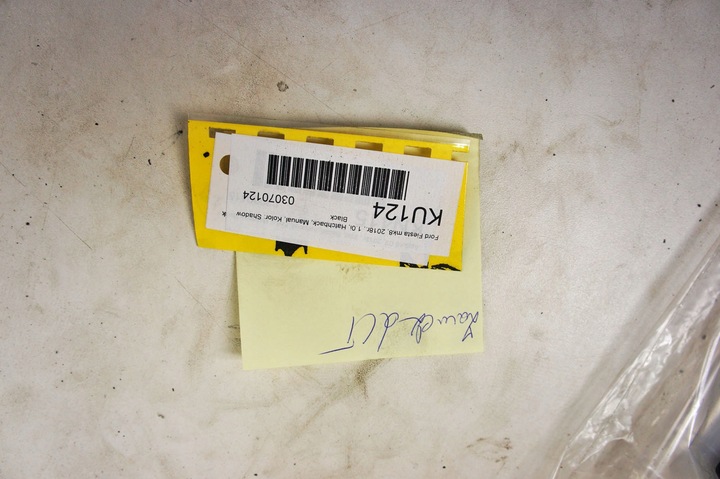 Ford Fiesta mk8, 2018r., 1.0i, Hatchback, Manual, Kolor: Shadow
Black
KU124
03070124